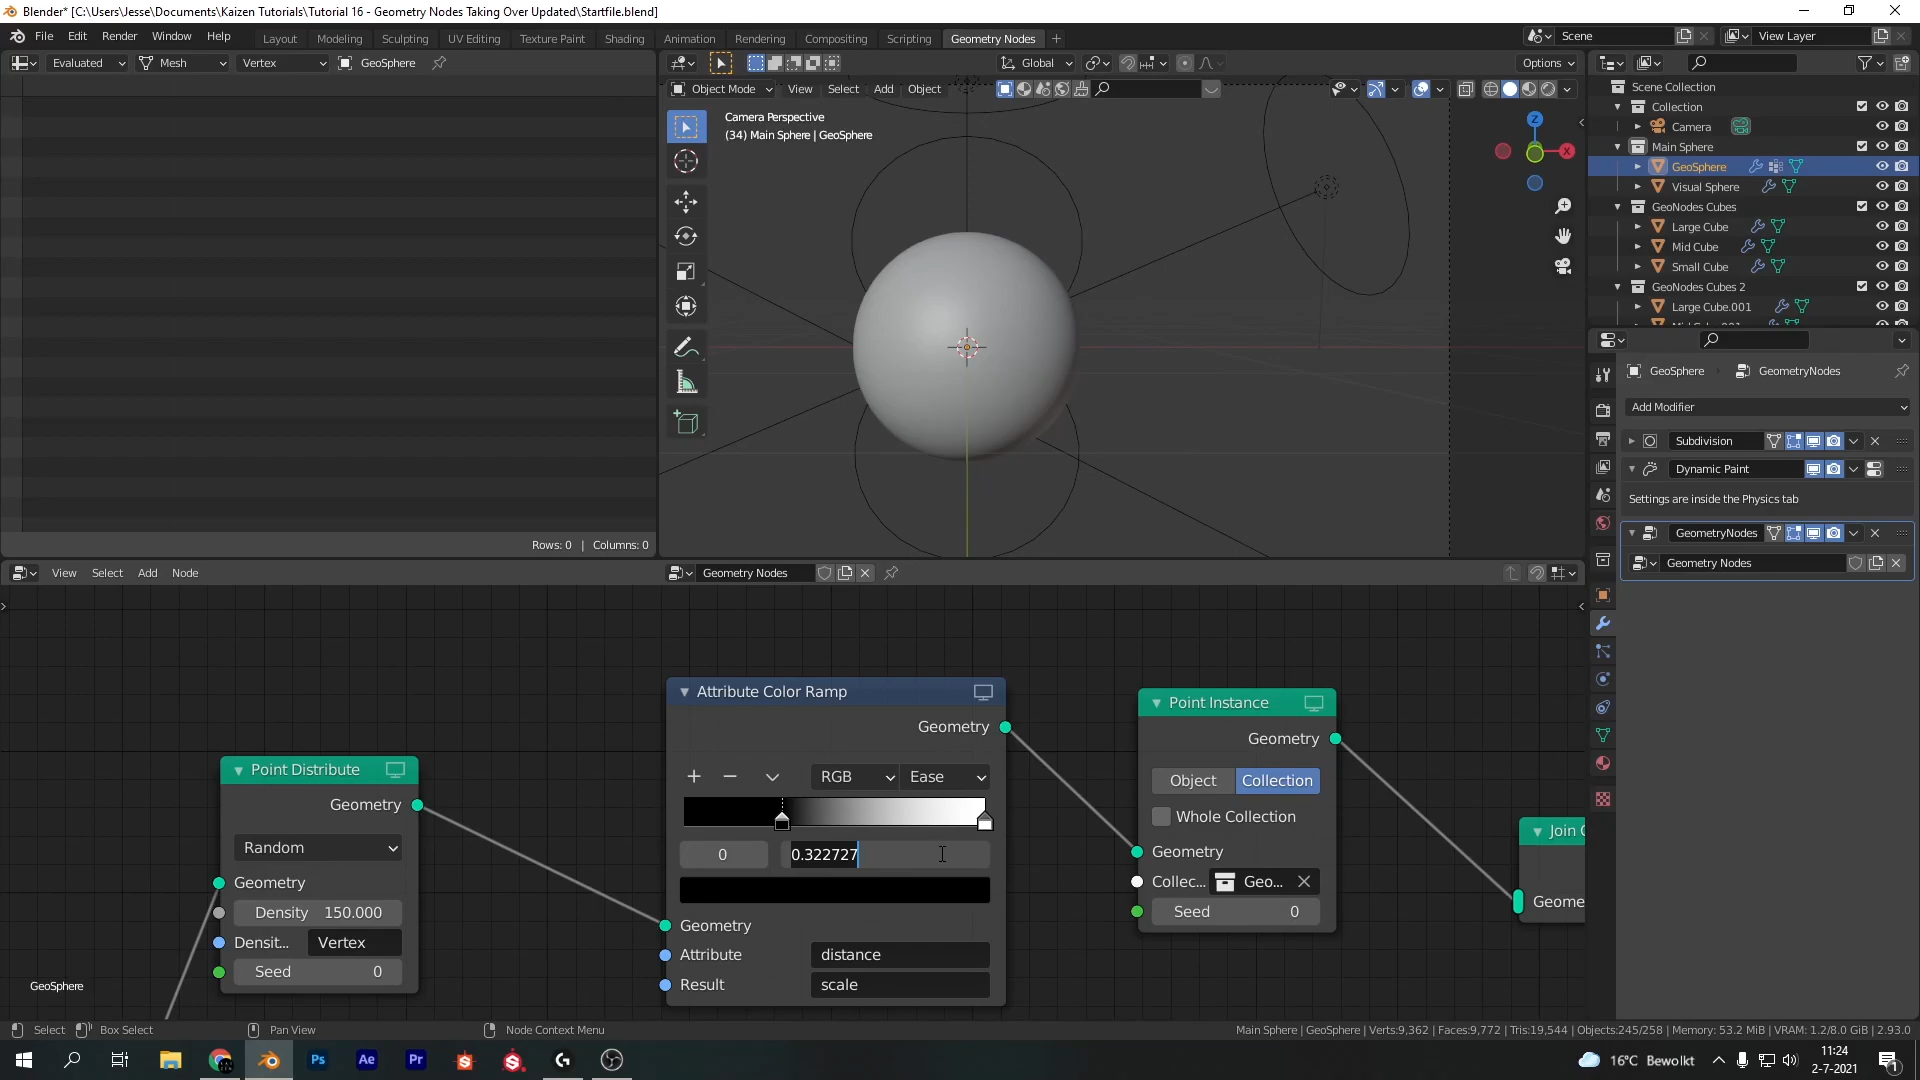 Blender* [C:\Users\Jesse\Documents\Kaizen Tutorials\Tutorial 16 - Geometry Nodes Taking Over Updated\Startfile.blend]
File Edit Render Window Help Layout Modeling Sculpting UV Editing Texture Paint Shading Animation Rendering Compositing Scripting Geometry Nodes + Scene View Layer
Evaluated Mesh Vertex GeoSphere
Global Options
Object Mode View Select Add Object
Camera Perspective
(34) Main Sphere | GeoSphere
Z
X
Scene Collection
Collection
Camera
Main Sphere
GeoSphere
Visual Sphere
GeoNodes Cubes
Large Cube
Mid Cube
Small Cube
GeoNodes Cubes 2
Large Cube.001
GeoSphere GeometryNodes
Add Modifier
Subdivision
Dynamic Paint
Settings are inside the Physics tab
GeometryNodes
Geometry Nodes
Rows: 0 | Columns: 0
View Select Add Node Geometry Nodes
Point Distribute
Geometry
Random
Geometry
Density 150.000
Densit... Vertex
Seed 0
Attribute Color Ramp
Geometry
RGB Ease
0 0.322727
Geometry
Attribute distance
Result scale
Point Instance
Geometry
Object Collection
Whole Collection
Geometry
Collec... Geo...
Seed 0
Join
Geome
GeoSphere
Select Box Select Pan View Node Context Menu
Main Sphere | GeoSphere | Verts:9,362 | Faces:9,772 | Tris:19,544 | Objects:245/258 | Memory: 53.2 MiB | VRAM: 1.2/8.0 GiB | 2.93.0
Ps Ae Pr
16°C Bewolkt
11:24
2-7-2021
1